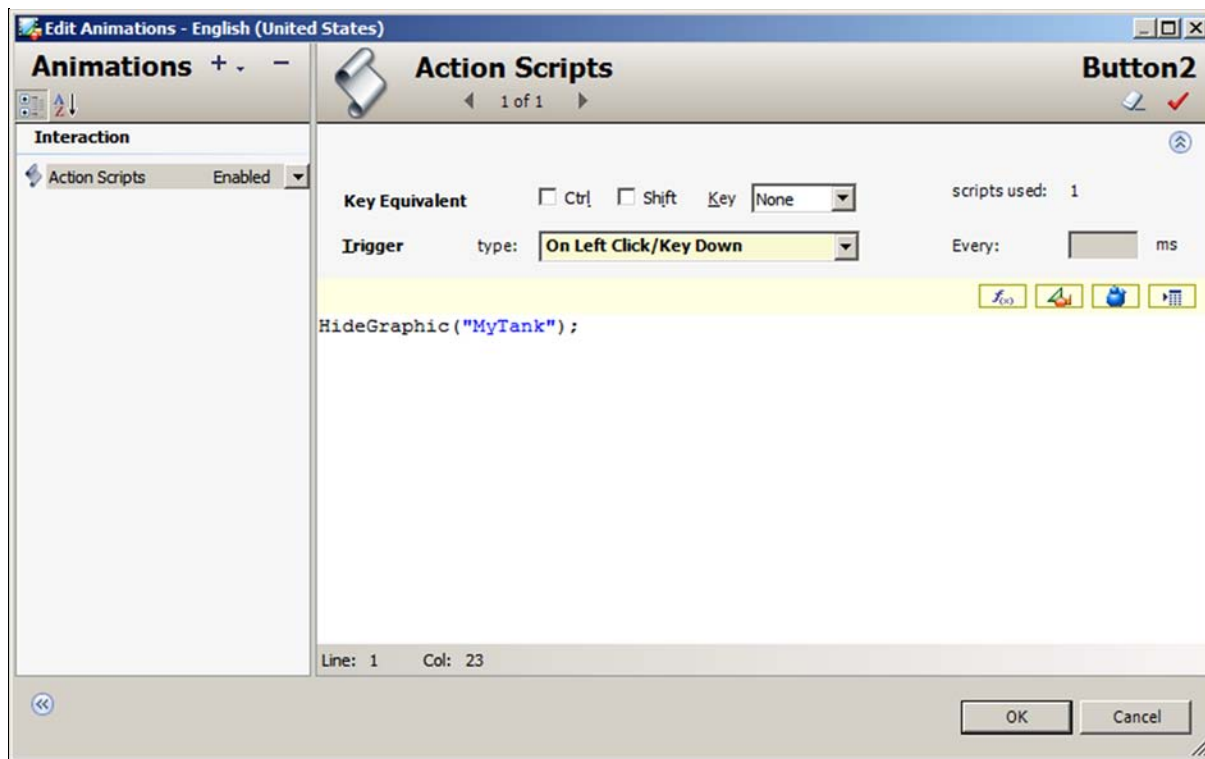 Edit Animations - English (United States)
Animations
Action Scripts
Button2
1 of 1
Interaction
Action Scripts Enabled
Key Equivalent Ctrl Shift Key None scripts used: 1
Trigger type: On Left Click/Key Down Every: ms
f(x)
HideGraphic("MyTank");
Line: 1 Col: 23
OK Cancel